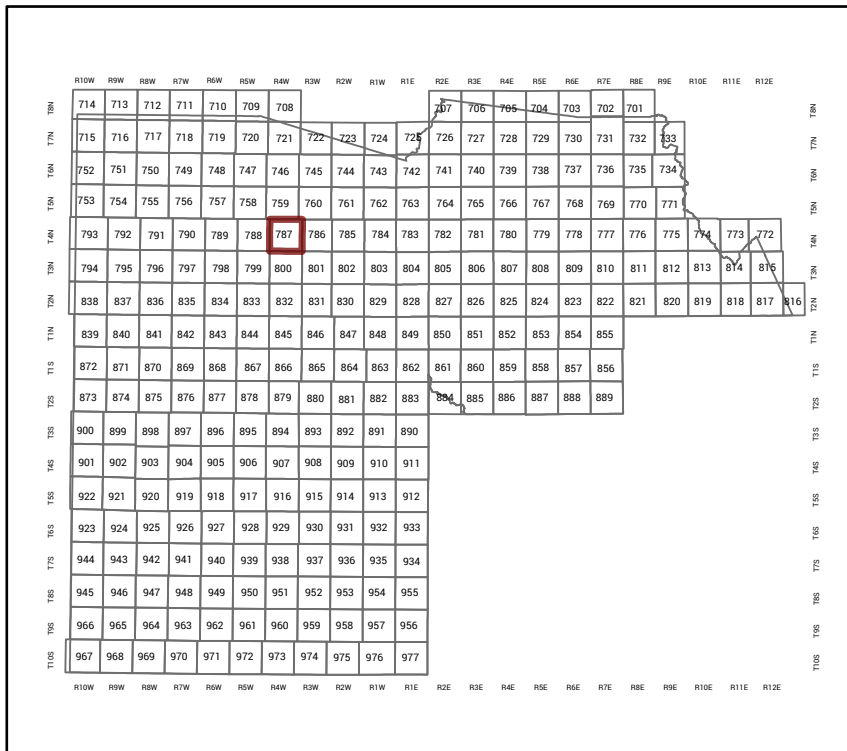 R10W R9W R8W R7W R6W R5W R4W R3W R2W R1W R1E R2E R3E R4E R5E R6E R7E R8E R9E R10E R11E R12E
T8N 714 713 712 711 710 709 708 707 706 705 704 703 702 701 T8N
T7N 715 716 717 718 719 720 721 722 723 724 725 726 727 728 729 730 731 732 733 T7N
T6N 752 751 750 749 748 747 746 745 744 743 742 741 740 739 738 737 736 735 734 T6N
T5N 753 754 755 756 757 758 759 760 761 762 763 764 765 766 767 768 769 770 771 T5N
T4N 793 792 791 790 789 788 787 786 785 784 783 782 781 780 779 778 777 776 775 774 773 772 T4N
T3N 794 795 796 797 798 799 800 801 802 803 804 805 806 807 808 809 810 811 812 813 814 815 T3N
T2N 838 837 836 835 834 833 832 831 830 829 828 827 826 825 824 823 822 821 820 819 818 817 816 T2N
T1N 839 840 841 842 843 844 845 846 847 848 849 850 851 852 853 854 855 T1N
T1S 872 871 870 869 868 867 866 865 864 863 862 861 860 859 858 857 856 T1S
T2S 873 874 875 876 877 878 879 880 881 882 883 884 885 886 887 888 889 T2S
T3S 900 899 898 897 896 895 894 893 892 891 890 T3S
T4S 901 902 903 904 905 906 907 908 909 910 911 T4S
T5S 922 921 920 919 918 917 916 915 914 913 912 T5S
T6S 923 924 925 926 927 928 929 930 931 932 933 T6S
T7S 944 943 942 941 940 939 938 937 936 935 934 T7S
T8S 945 946 947 948 949 950 951 952 953 954 955 T8S
T9S 966 965 964 963 962 961 960 959 958 957 956 T9S
T10S 967 968 969 970 971 972 973 974 975 976 977 T10S
R10W R9W R8W R7W R6W R5W R4W R3W R2W R1W R1E R2E R3E R4E R5E R6E R7E R8E R9E R10E R11E R12E